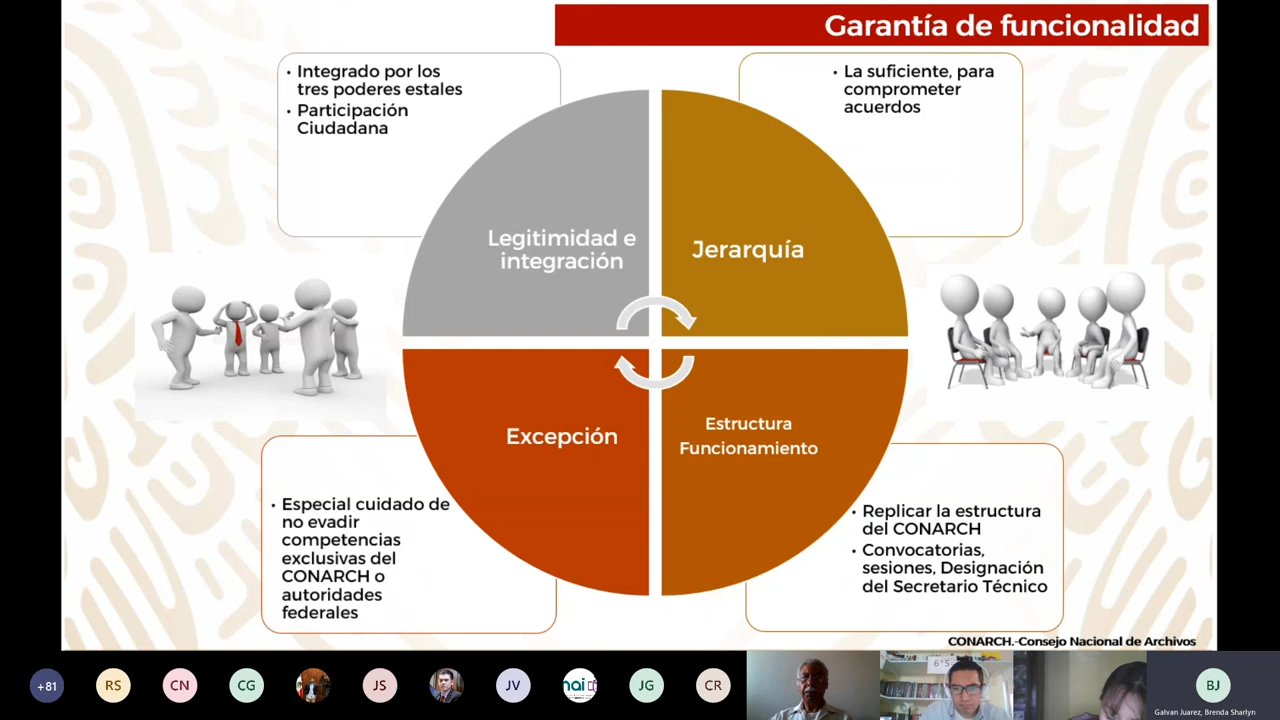 Garantía de funcionalidad
• Integrado por los
tres poderes estales
• Participación
Ciudadana
• La suficiente, para
comprometer
acuerdos
Legitimidad e
integración
Jerarquía
Excepción
Estructura
Funcionamiento
• Especial cuidado de
no evadir
competencias
exclusivas del
CONARCH o
autoridades
federales
• Replicar la estructura
del CONARCH
• Convocatorias,
sesiones, Designación
del Secretario Técnico
CONARCH.-Consejo Nacional de Archivos
+81
RS
CN
CG
JS
JV
nai
JG
CR
6°5
BJ
Galvan Juarez, Brenda Sharlyn